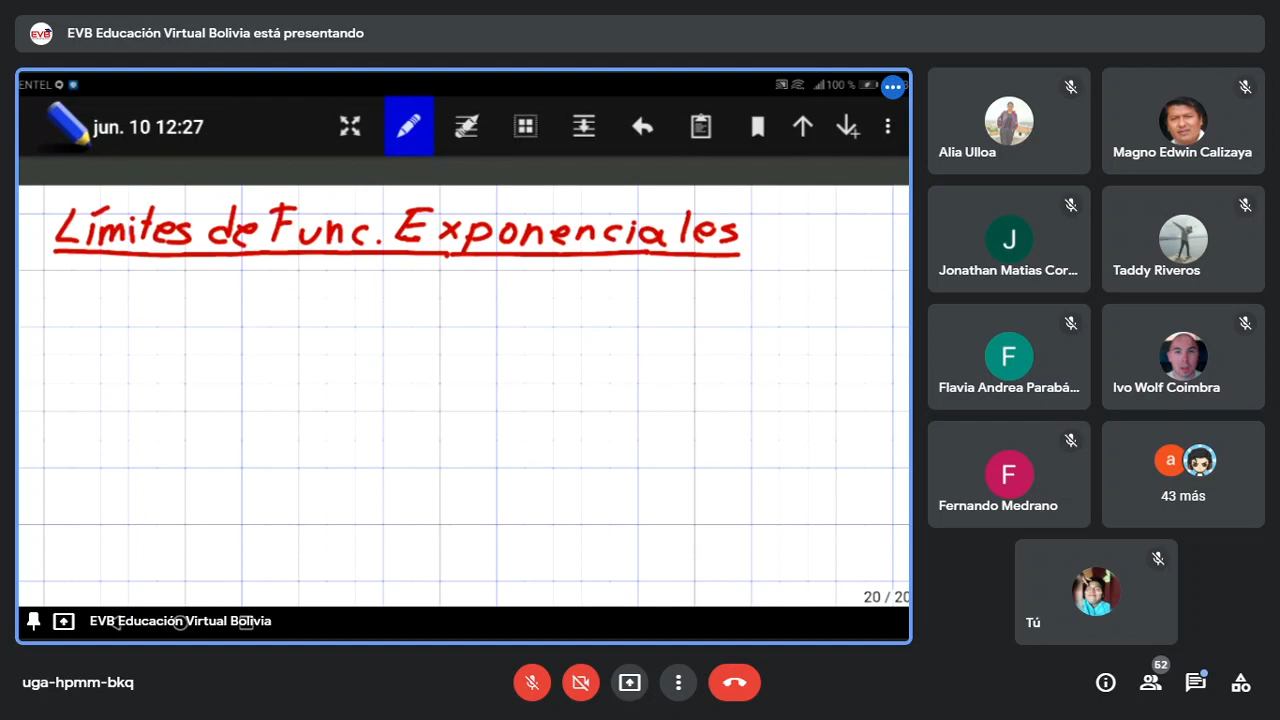 EVB
EVB Educación Virtual Bolivia está presentando
ENTEL
100 %
jun. 10 12:27
Límites de Func. Exponenciales
20 / 20
EVB Educación Virtual Bolivia
Alia Ulloa
Magno Edwin Calizaya
J
Jonathan Matias Cor...
Taddy Riveros
F
Flavia Andrea Parabá...
Ivo Wolf Coimbra
F
Fernando Medrano
a
43 más
Tú
uga-hpmm-bkq
52